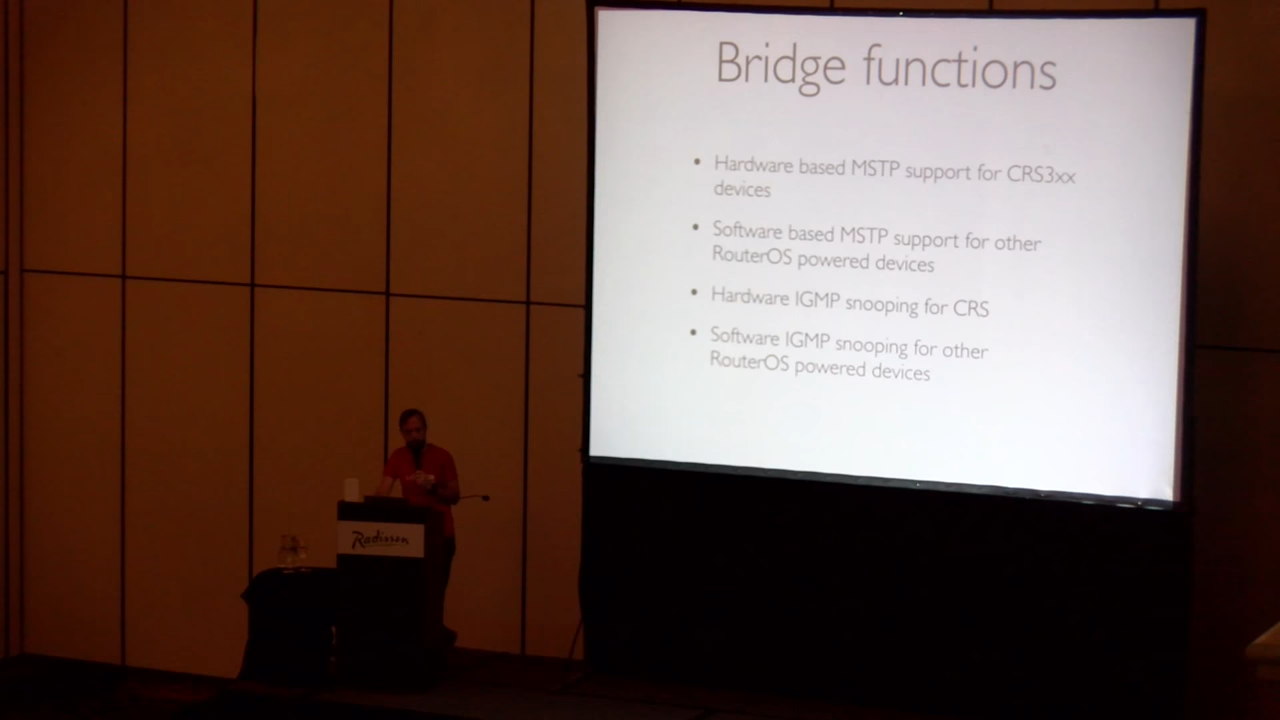 Bridge functions
• Hardware based MSTP support for CRS3xx
devices
• Software based MSTP support for other
RouterOS powered devices
• Hardware IGMP snooping for CRS
• Software IGMP snooping for other
RouterOS powered devices
Radisson